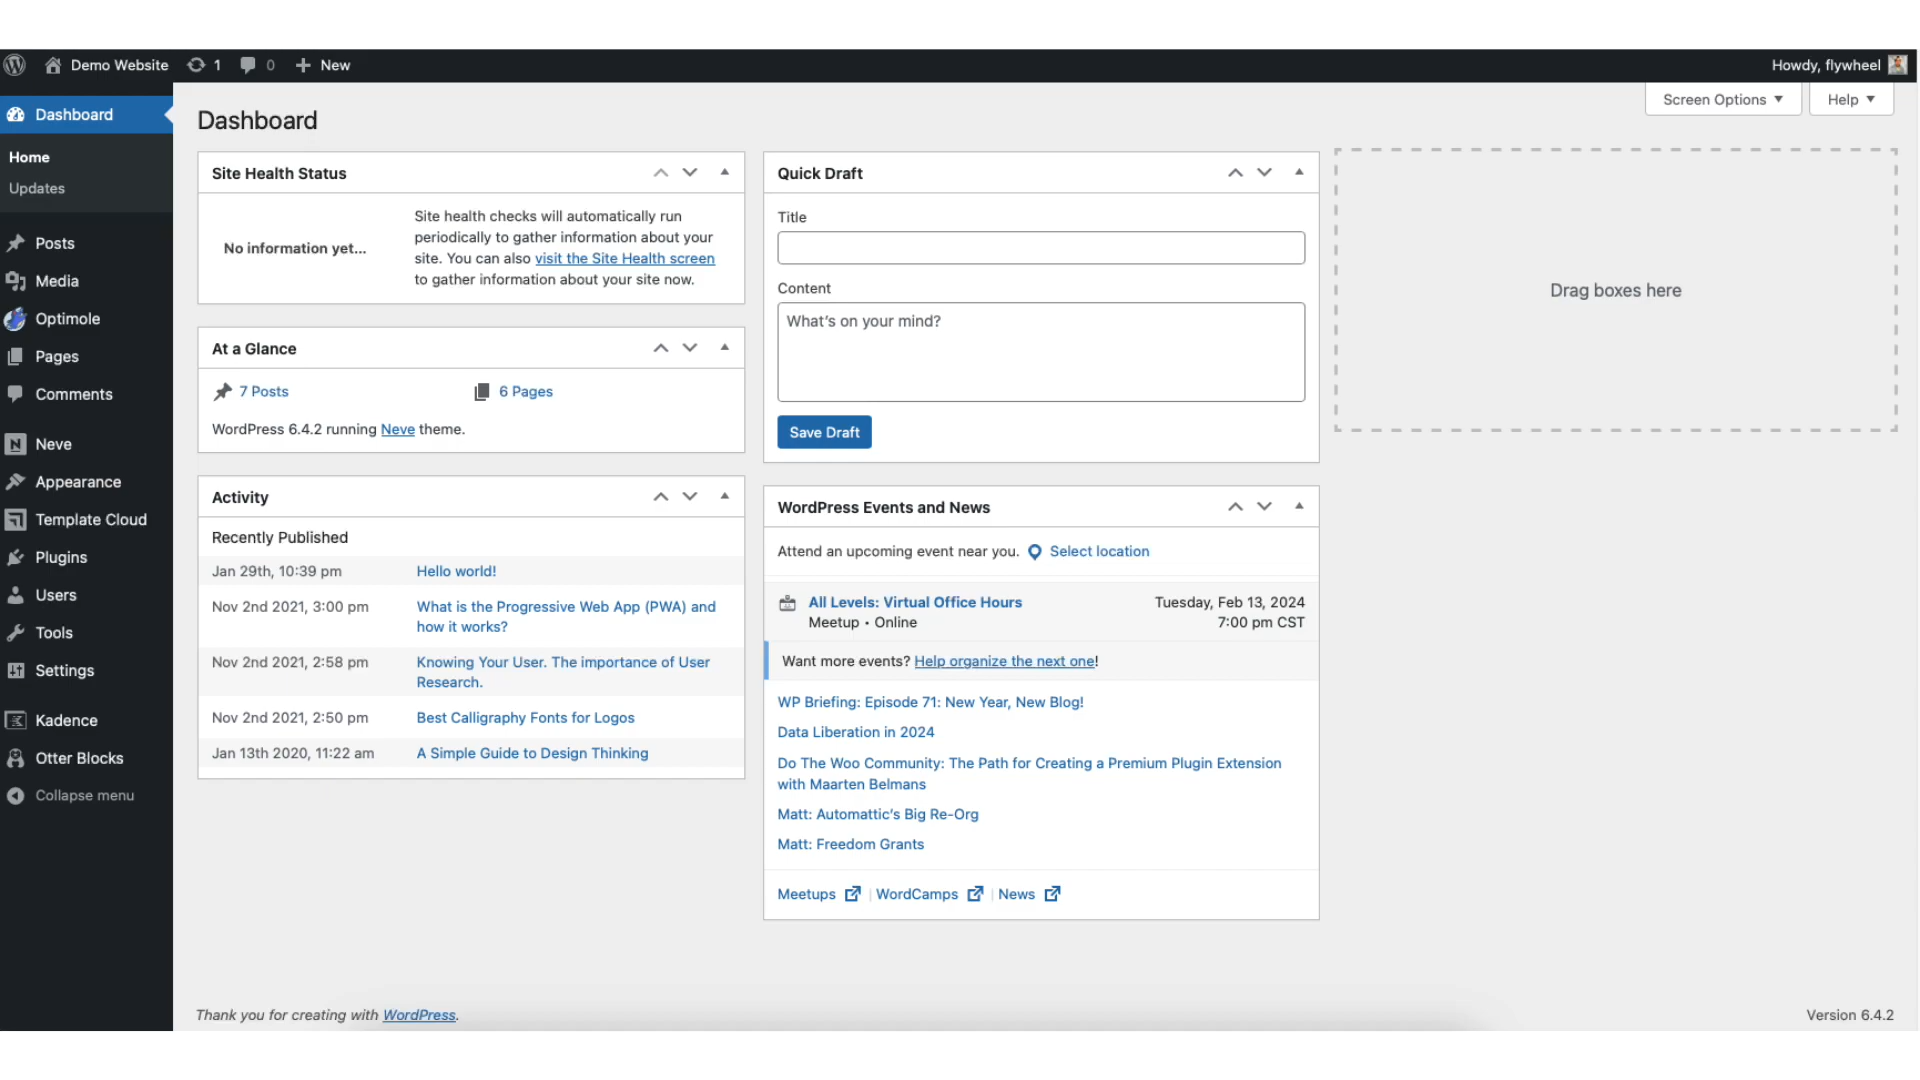 Demo Website 1 0 New
Howdy, flywheel
Dashboard
Home
Updates
Posts
Media
Optimole
Pages
Comments
Neve
Appearance
Template Cloud
Plugins
Users
Tools
Settings
Kadence
Otter Blocks
Collapse menu
Screen Options
Help
Dashboard
Site Health Status
No information yet...
Site health checks will automatically run
periodically to gather information about your
site. You can also visit the Site Health screen
to gather information about your site now.
At a Glance
7 Posts
6 Pages
WordPress 6.4.2 running Neve theme.
Activity
Recently Published
Jan 29th, 10:39 pm
Hello world!
Nov 2nd 2021, 3:00 pm
What is the Progressive Web App (PWA) and
how it works?
Nov 2nd 2021, 2:58 pm
Knowing Your User. The importance of User
Research.
Nov 2nd 2021, 2:50 pm
Best Calligraphy Fonts for Logos
Jan 13th 2020, 11:22 am
A Simple Guide to Design Thinking
Quick Draft
Title
Content
What's on your mind?
Save Draft
WordPress Events and News
Attend an upcoming event near you. Select location
All Levels: Virtual Office Hours
Meetup • Online
Tuesday, Feb 13, 2024
7:00 pm CST
Want more events? Help organize the next one!
WP Briefing: Episode 71: New Year, New Blog!
Data Liberation in 2024
Do The Woo Community: The Path for Creating a Premium Plugin Extension
with Maarten Belmans
Matt: Automattic's Big Re-Org
Matt: Freedom Grants
Meetups | WordCamps | News
Drag boxes here
Thank you for creating with WordPress.
Version 6.4.2